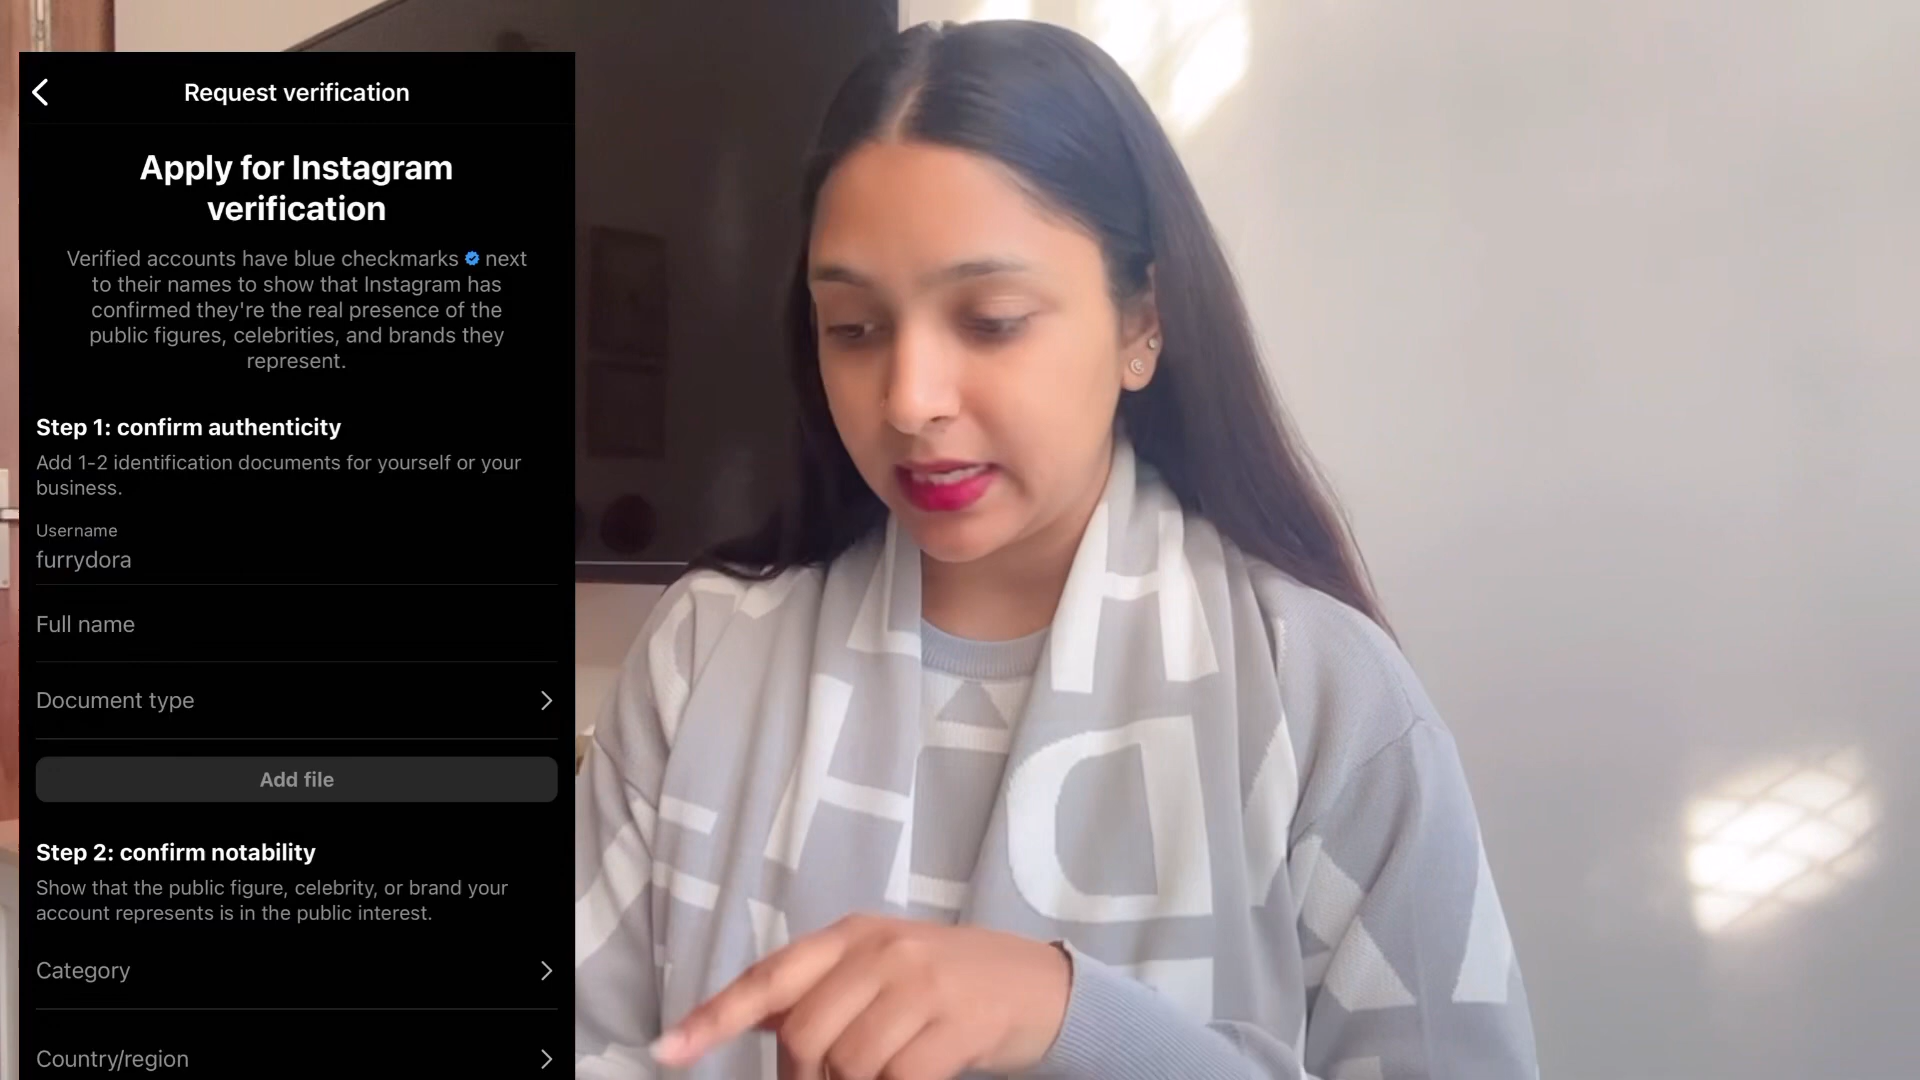 Request verification
Apply for Instagram
verification
Verified accounts have blue checkmarks next
to their names to show that Instagram has
confirmed they're the real presence of the
public figures, celebrities, and brands they
represent.
Step 1: confirm authenticity
Add 1-2 identification documents for yourself or your
business.
Username
furrydora
Full name
Document type
Add file
Step 2: confirm notability
Show that the public figure, celebrity, or brand your
account represents is in the public interest.
Category
Country/region